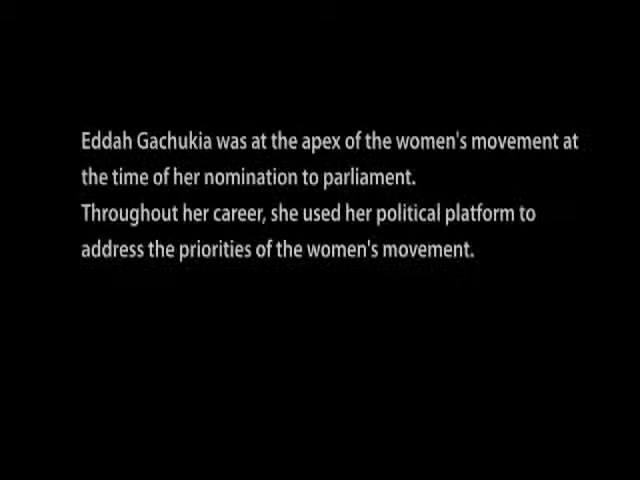 Eddah Gachukia was at the apex of the women's movement at
the time of her nomination to parliament.
Throughout her career, she used her political platform to
address the priorities of the women's movement.